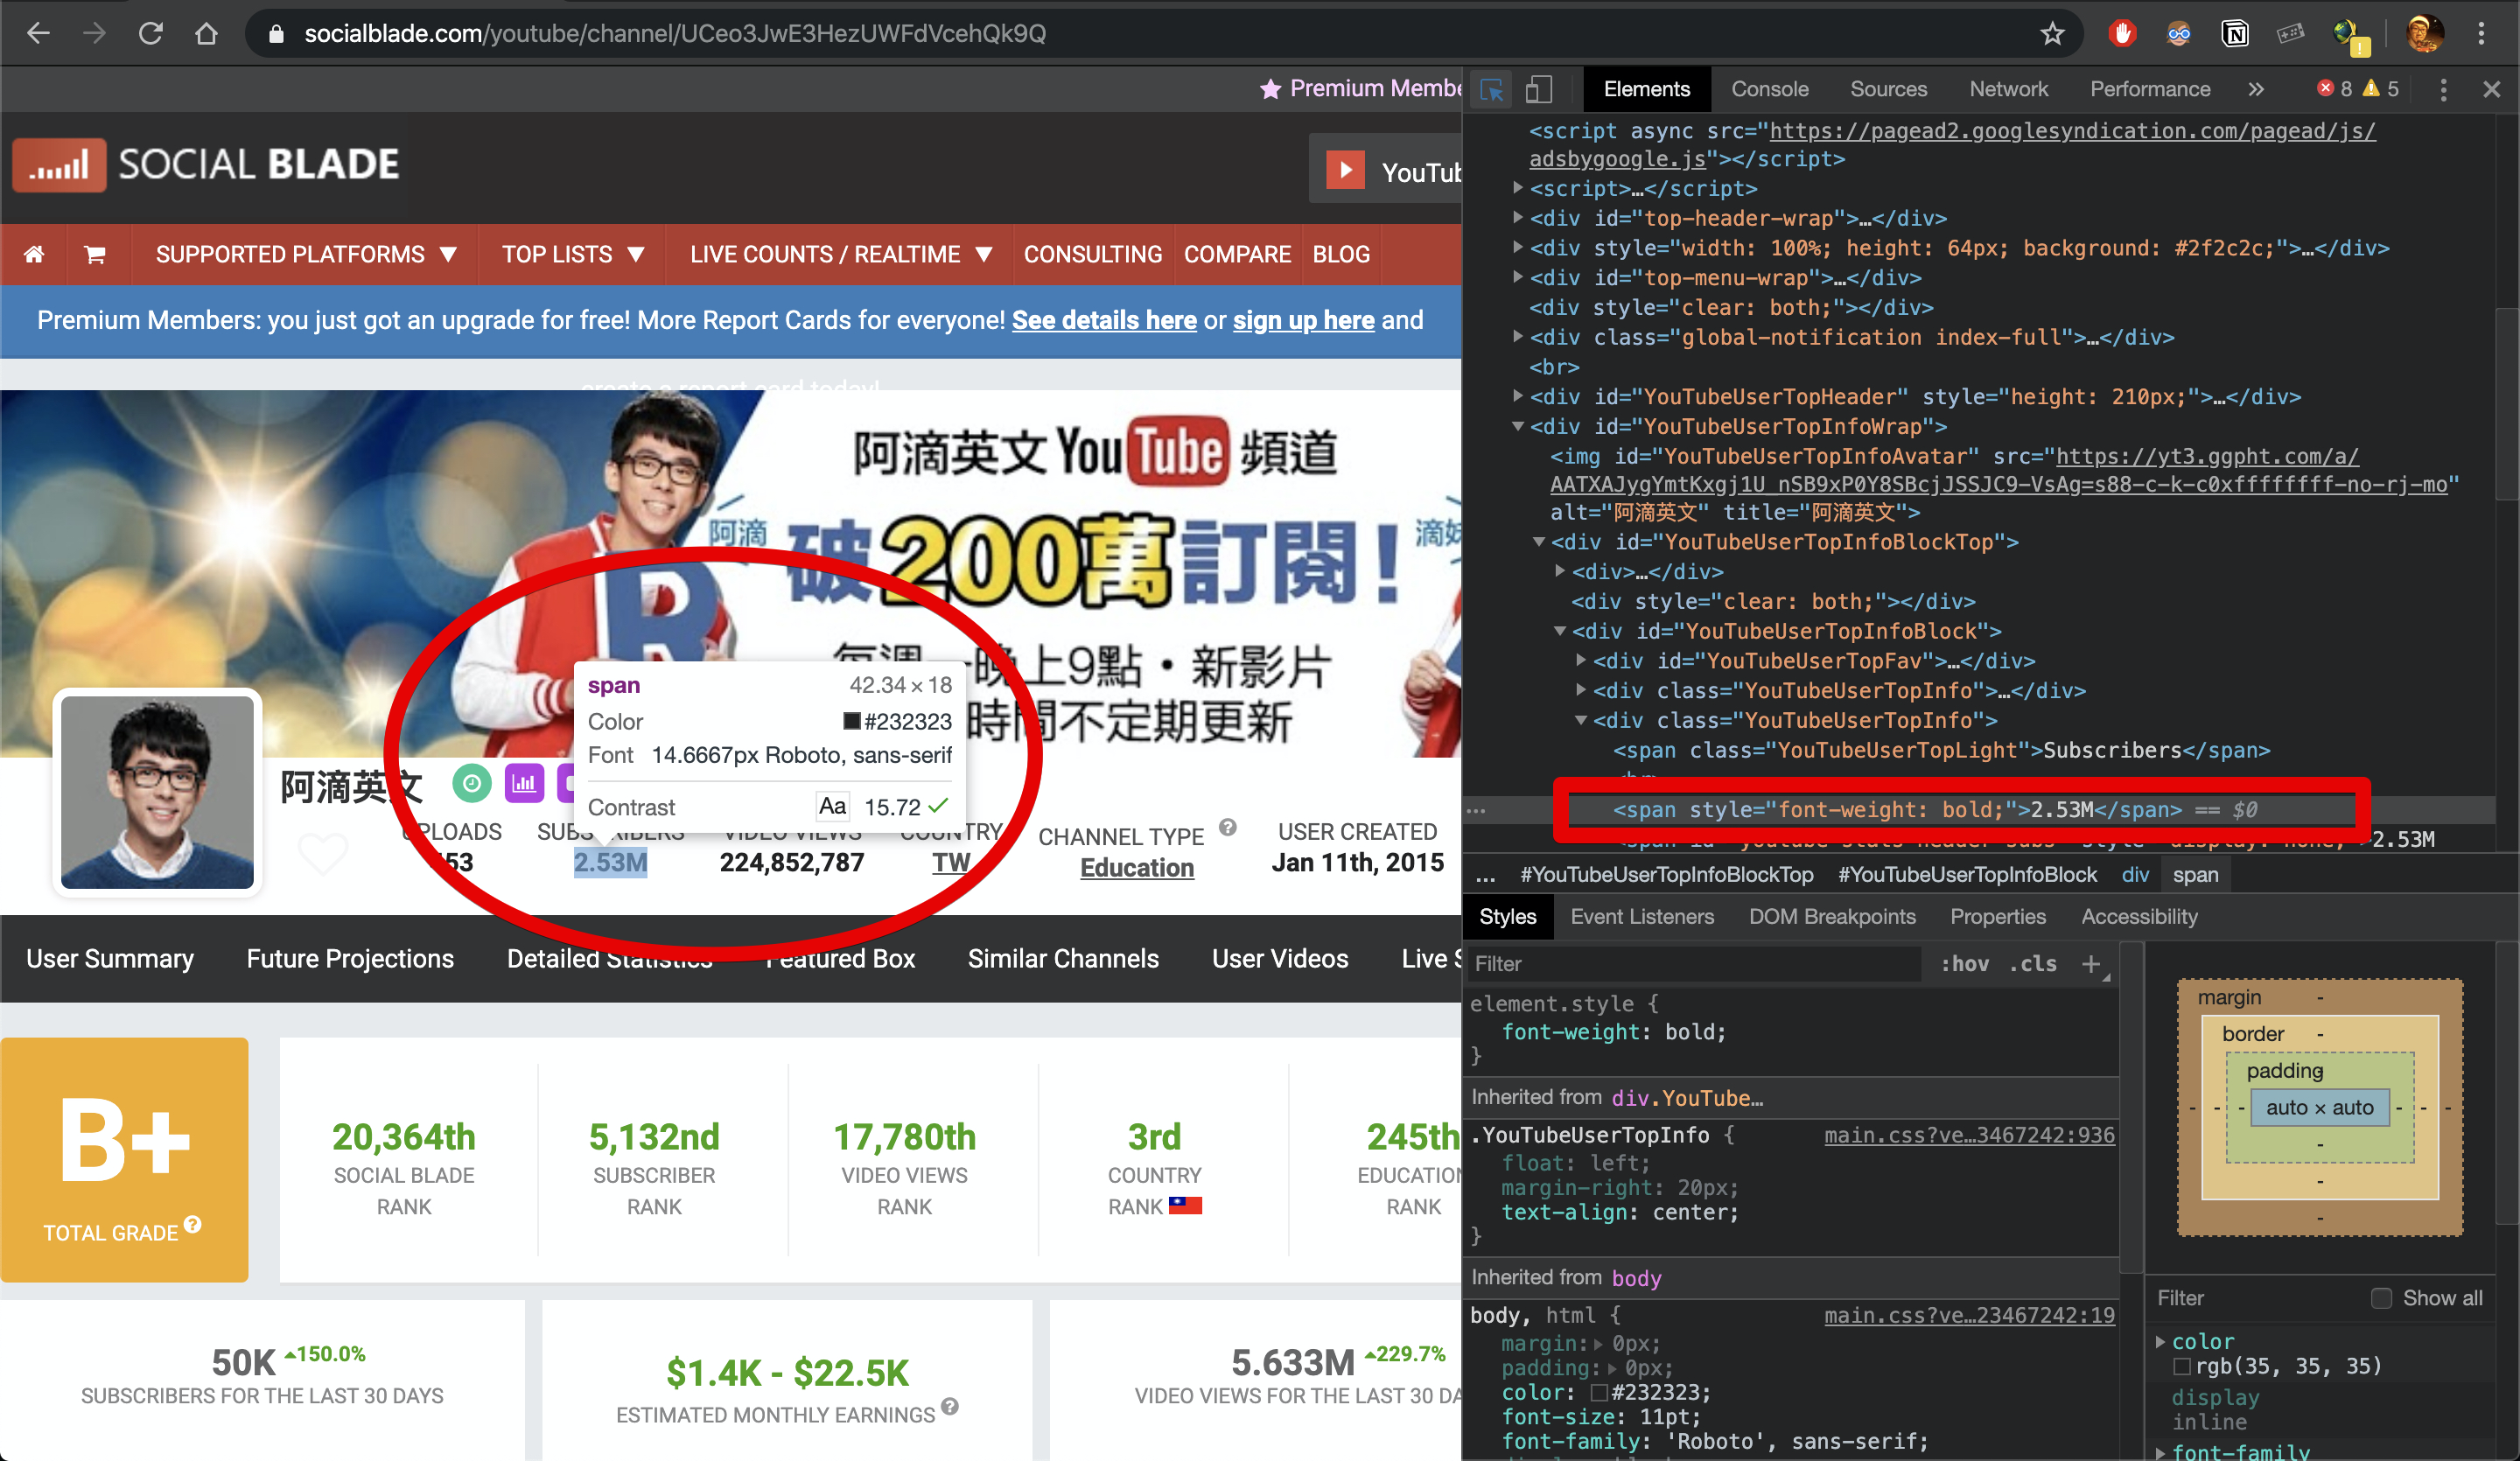 socialblade.com/youtube/channel/UCeo3JwE3HezUWFdVcehQk9Q
Premium Membe
SOCIAL BLADE
YouTub
SUPPORTED PLATFORMS ▼ TOP LISTS ▼ LIVE COUNTS / REALTIME ▼ CONSULTING COMPARE BLOG
Premium Members: you just got an upgrade for free! More Report Cards for everyone! See details here or sign up here and
create a report card today!
阿滴英文 YouTube 頻道
阿滴
破200萬訂閱!
滴妹
晚上9點・新影片
時間不定期更新
R
span 42.34 × 18
Color #232323
Font 14.6667px Roboto, sans-serif
Contrast Aa 15.72
阿滴英文
UPLOADS
53
SUBSCRIBERS
2.53M
VIDEO VIEWS
224,852,787
COUNTRY
TW
CHANNEL TYPE
Education
USER CREATED
Jan 11th, 2015
User Summary Future Projections Detailed Statistics Featured Box Similar Channels User Videos Live S
B+
TOTAL GRADE
20,364th
SOCIAL BLADE
RANK
5,132nd
SUBSCRIBER
RANK
17,780th
VIDEO VIEWS
RANK
3rd
COUNTRY
RANK
245th
EDUCATION
RANK
50K 150.0%
SUBSCRIBERS FOR THE LAST 30 DAYS
$1.4K - $22.5K
ESTIMATED MONTHLY EARNINGS
5.633M 229.7%
VIDEO VIEWS FOR THE LAST 30 DA
Elements Console Sources Network Performance » 8 5
<script async src="https://pagead2.googlesyndication.com/pagead/js/
adsbygoogle.js"></script>
<script>…</script>
<div id="top-header-wrap">…</div>
<div style="width: 100%; height: 64px; background: #2f2c2c;">…</div>
<div id="top-menu-wrap">…</div>
<div style="clear: both;"></div>
<div class="global-notification index-full">…</div>
<br>
<div id="YouTubeUserTopHeader" style="height: 210px;">…</div>
<div id="YouTubeUserTopInfoWrap">
<img id="YouTubeUserTopInfoAvatar" src="https://yt3.ggpht.com/a/
AATXAJygYmtKxgj1U_nSB9xP0Y8SBcjJSSJC9-VsAg=s88-c-k-c0xffffffff-no-rj-mo"
alt="阿滴英文" title="阿滴英文">
<div id="YouTubeUserTopInfoBlockTop">
<div>…</div>
<div style="clear: both;"></div>
<div id="YouTubeUserTopInfoBlock">
<div id="YouTubeUserTopFav">…</div>
<div class="YouTubeUserTopInfo">…</div>
<div class="YouTubeUserTopInfo">
<span class="YouTubeUserTopLight">Subscribers</span>
<br>
<span style="font-weight: bold;">2.53M</span> == $0
<span id="youtube-stats-header-subs" style="display: none;">2.53M
… #YouTubeUserTopInfoBlockTop #YouTubeUserTopInfoBlock div span
Styles Event Listeners DOM Breakpoints Properties Accessibility
Filter :hov .cls +
element.style {
font-weight: bold;
}
Inherited from div.YouTube…
.YouTubeUserTopInfo { main.css?ve…3467242:936
float: left;
margin-right: 20px;
text-align: center;
}
Inherited from body
body, html { main.css?ve…23467242:19
margin: 0px;
padding: 0px;
color: #232323;
font-size: 11pt;
font-family: 'Roboto', sans-serif;
margin -
border -
padding
- - - auto × auto - - -
-
-
-
Filter Show all
color
rgb(35, 35, 35)
display
inline
font-family